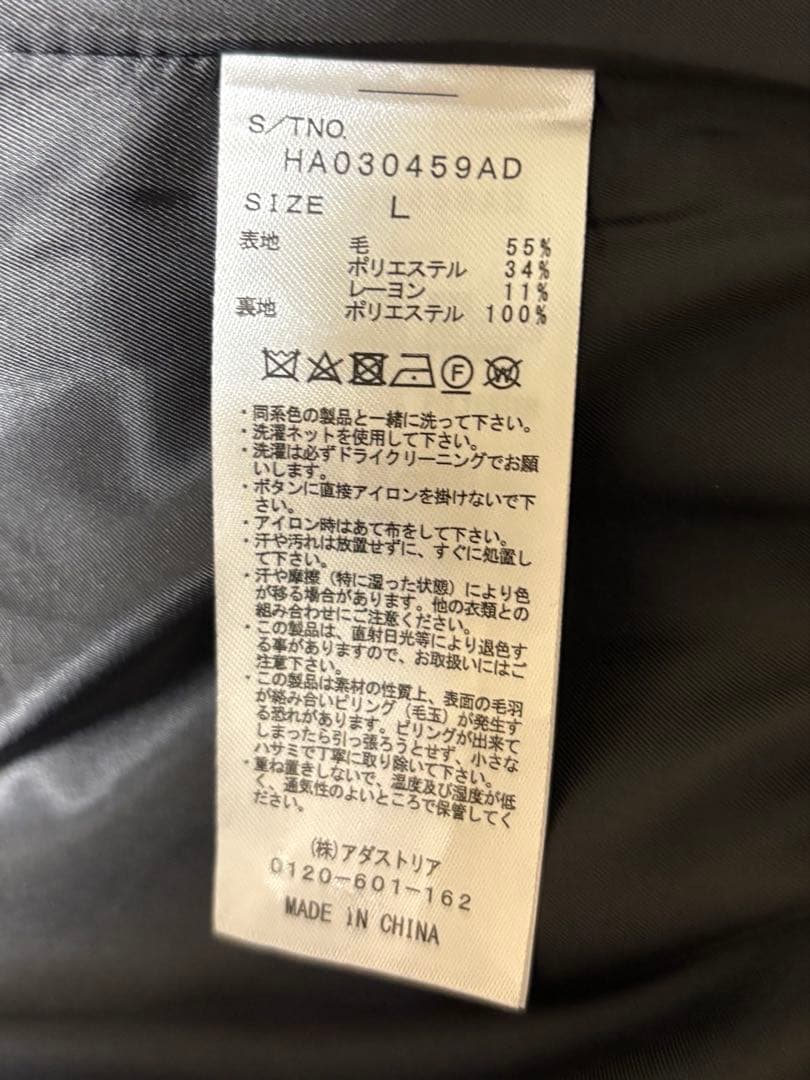 S/TNO.
HA030459AD
SIZE L
表地 毛 55%
ポリエステル 34%
レーヨン 11%
裏地 ポリエステル 100%
F W
・同系色の製品と一緒に洗って下さい。
・洗濯ネットを使用して下さい。
・洗濯は必ずドライクリーニングでお願
いします。
・ボタンに直接アイロンを掛けないで下
さい。
・アイロン時はあて布をして下さい。
・汗や汚れは放置せずに、すぐに処置し
て下さい。
・汗や摩擦（特に湿った状態）により色
が移る場合があります。他の衣類との
組み合わせにご注意ください。
・この製品は、直射日光等により退色す
る事がありますので、お取扱いにはご
注意下さい。
・この製品は素材の性質上、表面の毛羽
が絡み合いピリング（毛玉）が発生す
る恐れがあります。ピリングが出来て
しまったら引っ張ろうとせず、小さな
ハサミで丁寧に取り除いて下さい。
・重ね置きしないで、温度及び湿度が低
く、通気性のよいところで保管してく
ださい。
(株)アダストリア
0120-601-162
MADE IN CHINA